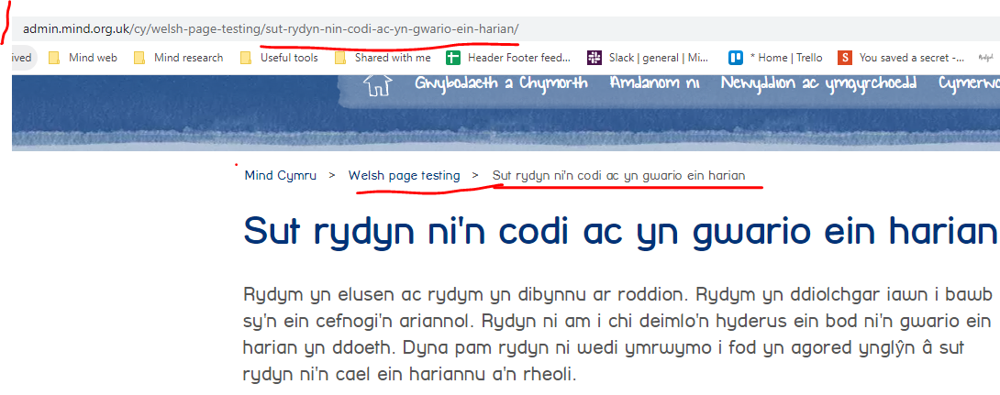 admin.mind.org.uk/cy/welsh-page-testing/sut-rydyn-nin-codi-ac-yn-gwario-ein-harian/
ived Mind web Mind research Useful tools Shared with me Header Footer feed... Slack | general | Mi... * Home | Trello S You saved a secret -...
Gwybodaeth a Chymorth Amdanom ni Newyddion ac ymgyrchoedd Cymerwc
Mind Cymru > Welsh page testing > Sut rydyn ni'n codi ac yn gwario ein harian
Sut rydyn ni'n codi ac yn gwario ein harian
Rydym yn elusen ac rydym yn dibynnu ar roddion. Rydym yn ddiolchgar iawn i bawb
sy'n ein cefnogi'n ariannol. Rydyn ni am i chi deimlo'n hyderus ein bod ni'n gwario ein
harian yn ddoeth. Dyna pam rydyn ni wedi ymrwymo i fod yn agored ynglŷn â sut
rydyn ni'n cael ein hariannu a'n rheoli.